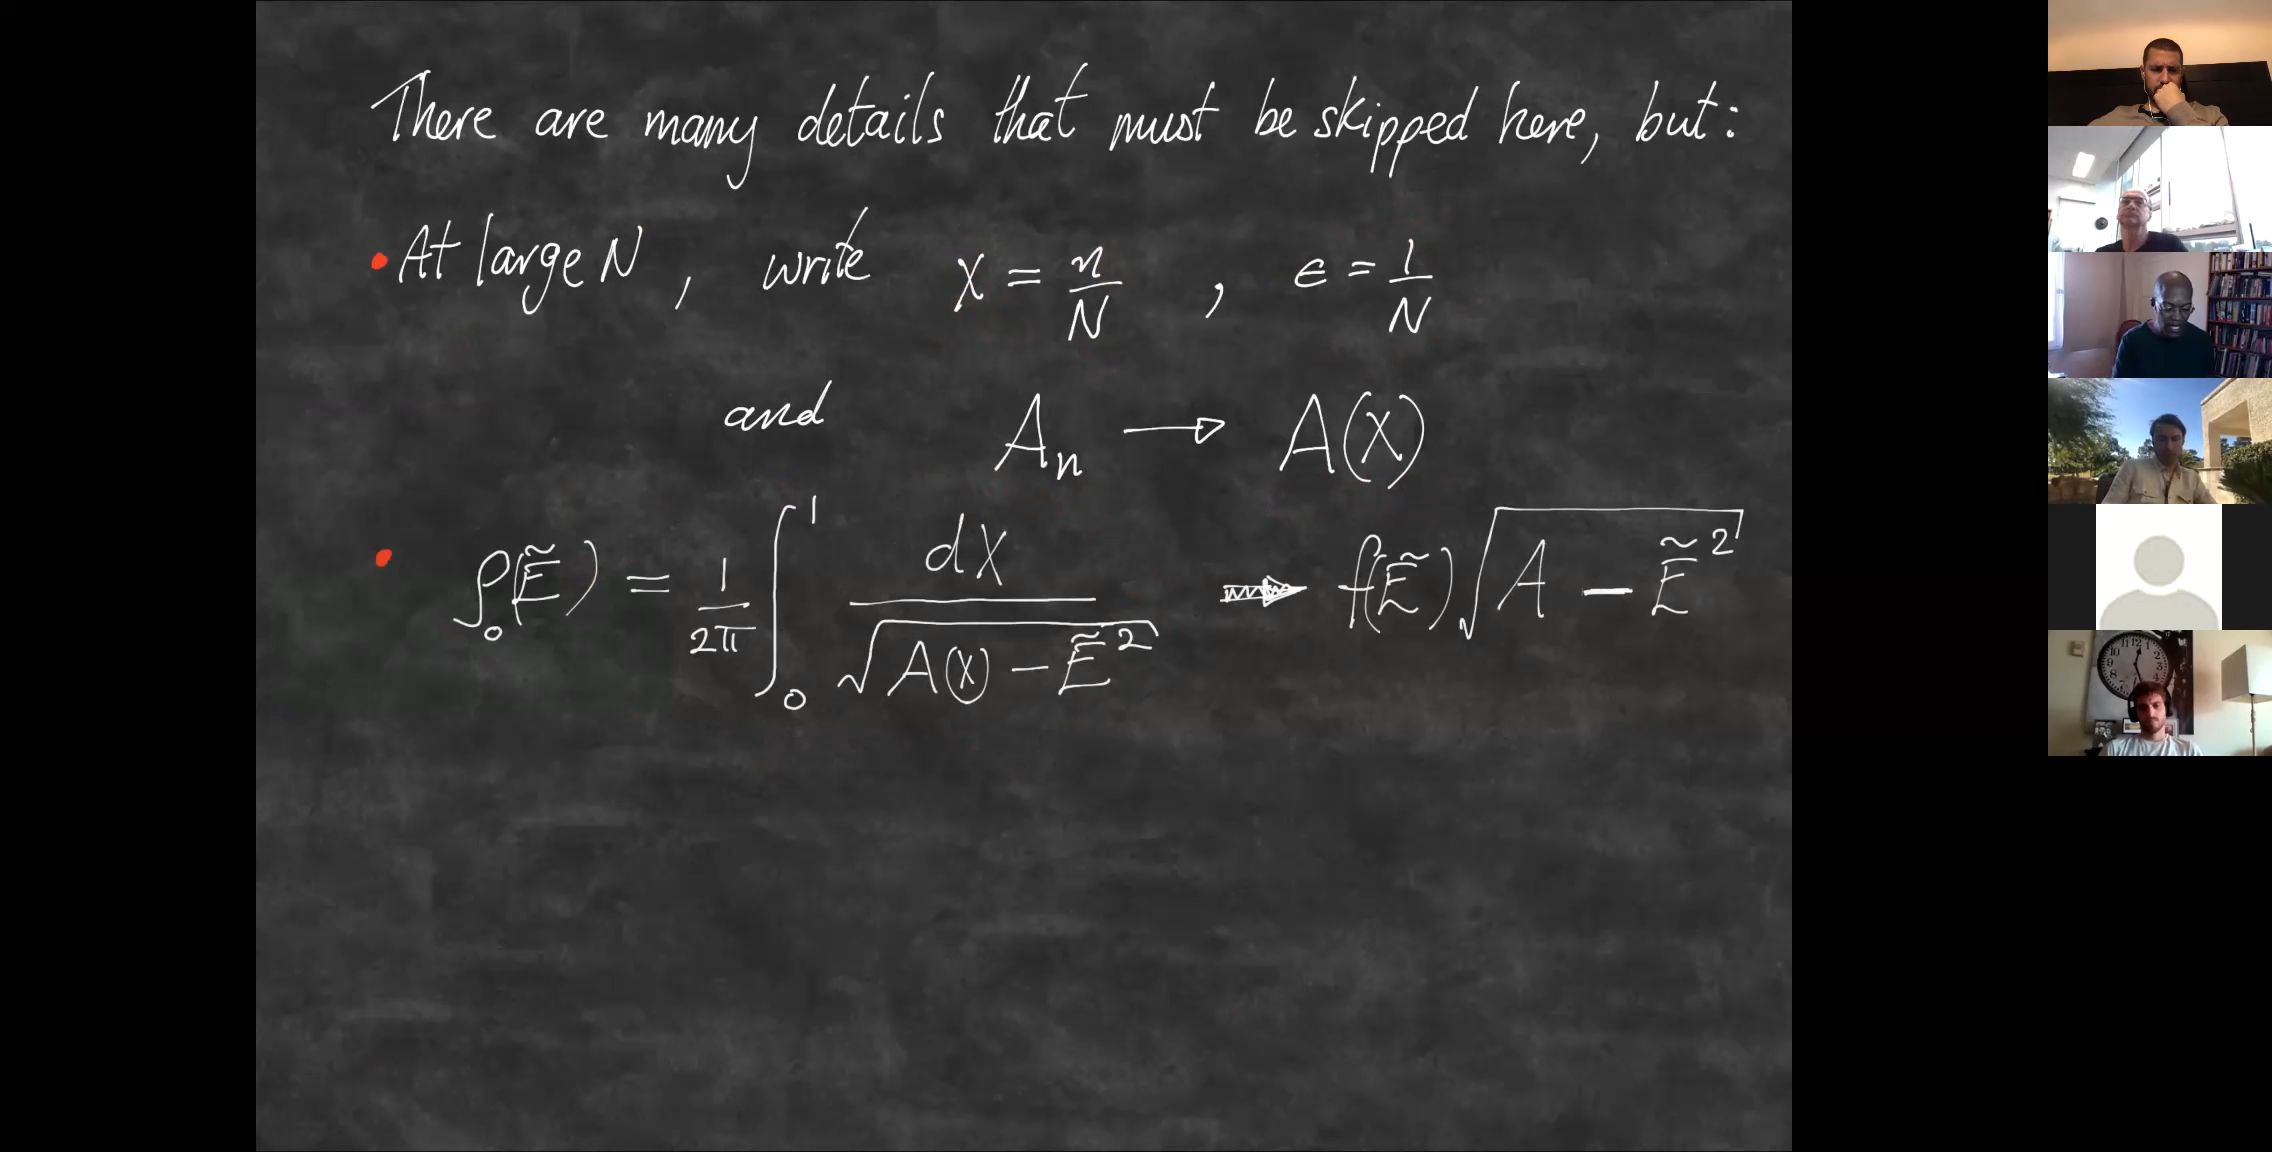 There are many details that must be skipped here, but:
• At large N, write X = n/N, ϵ = 1/N
and Aₙ → A(X)
• ρ₀(Ẽ) = 1/2π ∫₀¹ dX/√(A(X) − Ẽ²) ⇒ f(Ẽ)√(A − Ẽ²)